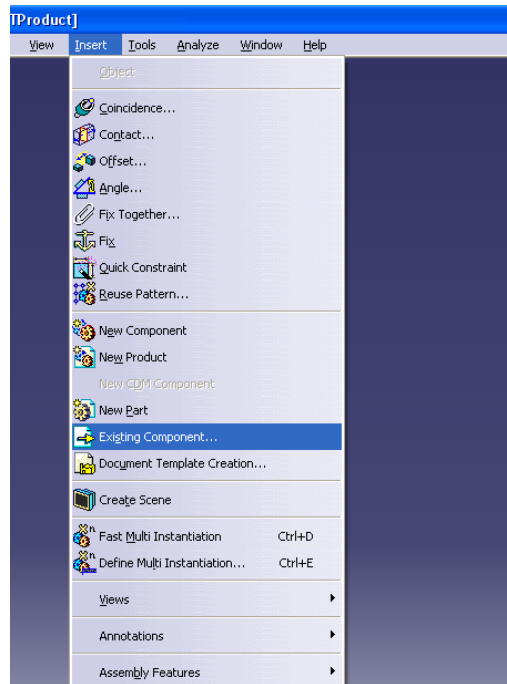 TProduct]
View Insert Tools Analyze Window Help
Object
Coincidence...
Contact...
Offset...
Angle...
Fix Together...
Fix
Quick Constraint
Reuse Pattern...
New Component
New Product
New CDM Component
New Part
Existing Component...
Document Template Creation...
Create Scene
Fast Multi Instantiation Ctrl+D
Define Multi Instantiation... Ctrl+E
Views
Annotations
Assembly Features